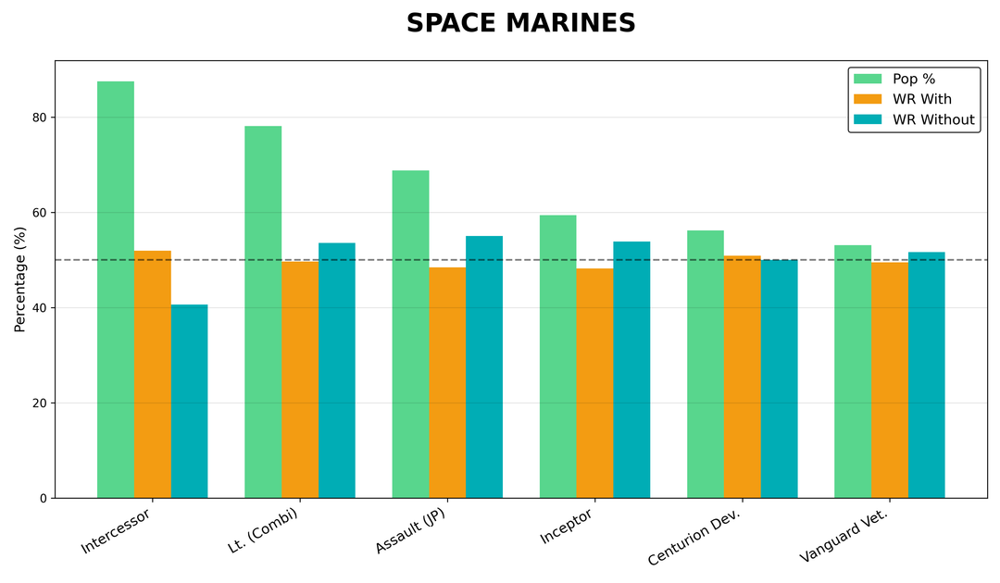 SPACE MARINES
Pop %
WR With
WR Without
Percentage (%)
80
60
40
20
0
Intercessor
Lt. (Combi)
Assault (JP)
Inceptor
Centurion Dev.
Vanguard Vet.